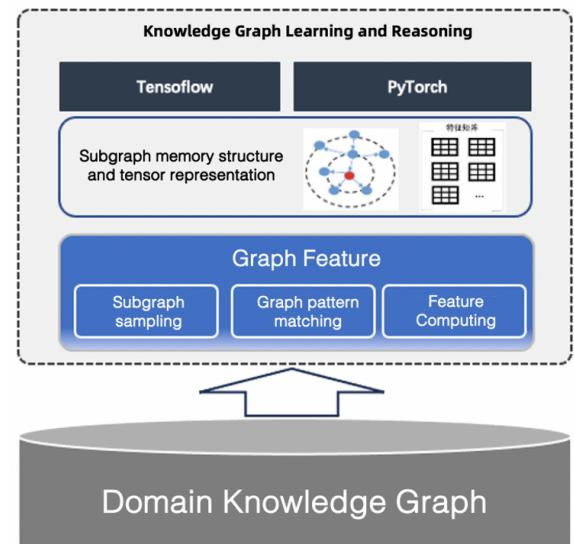 Knowledge Graph Learning and Reasoning
Tensoflow
PyTorch
Subgraph memory structure
and tensor representation
特征矩阵
...
Graph Feature
Subgraph
sampling
Graph pattern
matching
Feature
Computing
Domain Knowledge Graph